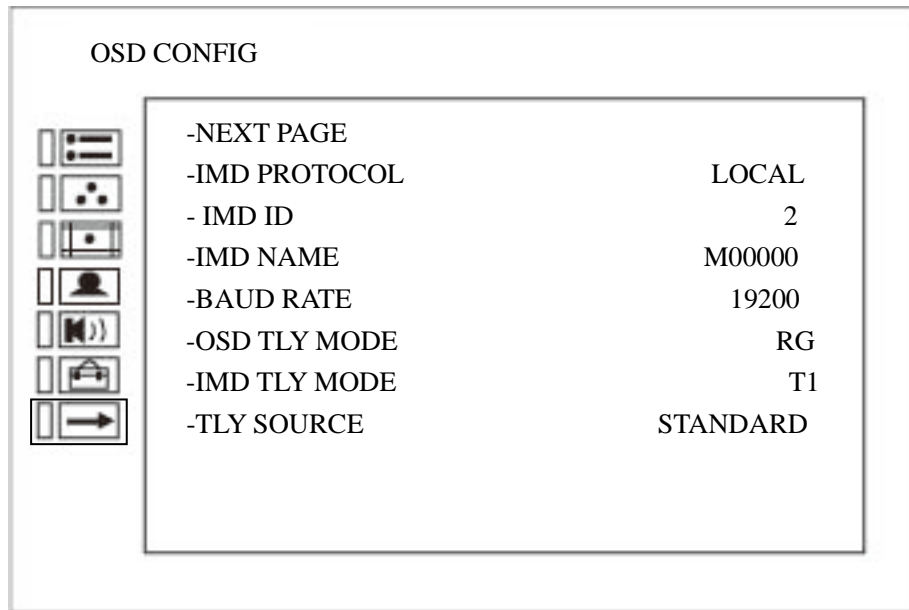 OSD CONFIG
-NEXT PAGE
-IMD PROTOCOL LOCAL
- IMD ID 2
-IMD NAME M00000
-BAUD RATE 19200
-OSD TLY MODE RG
-IMD TLY MODE T1
-TLY SOURCE STANDARD